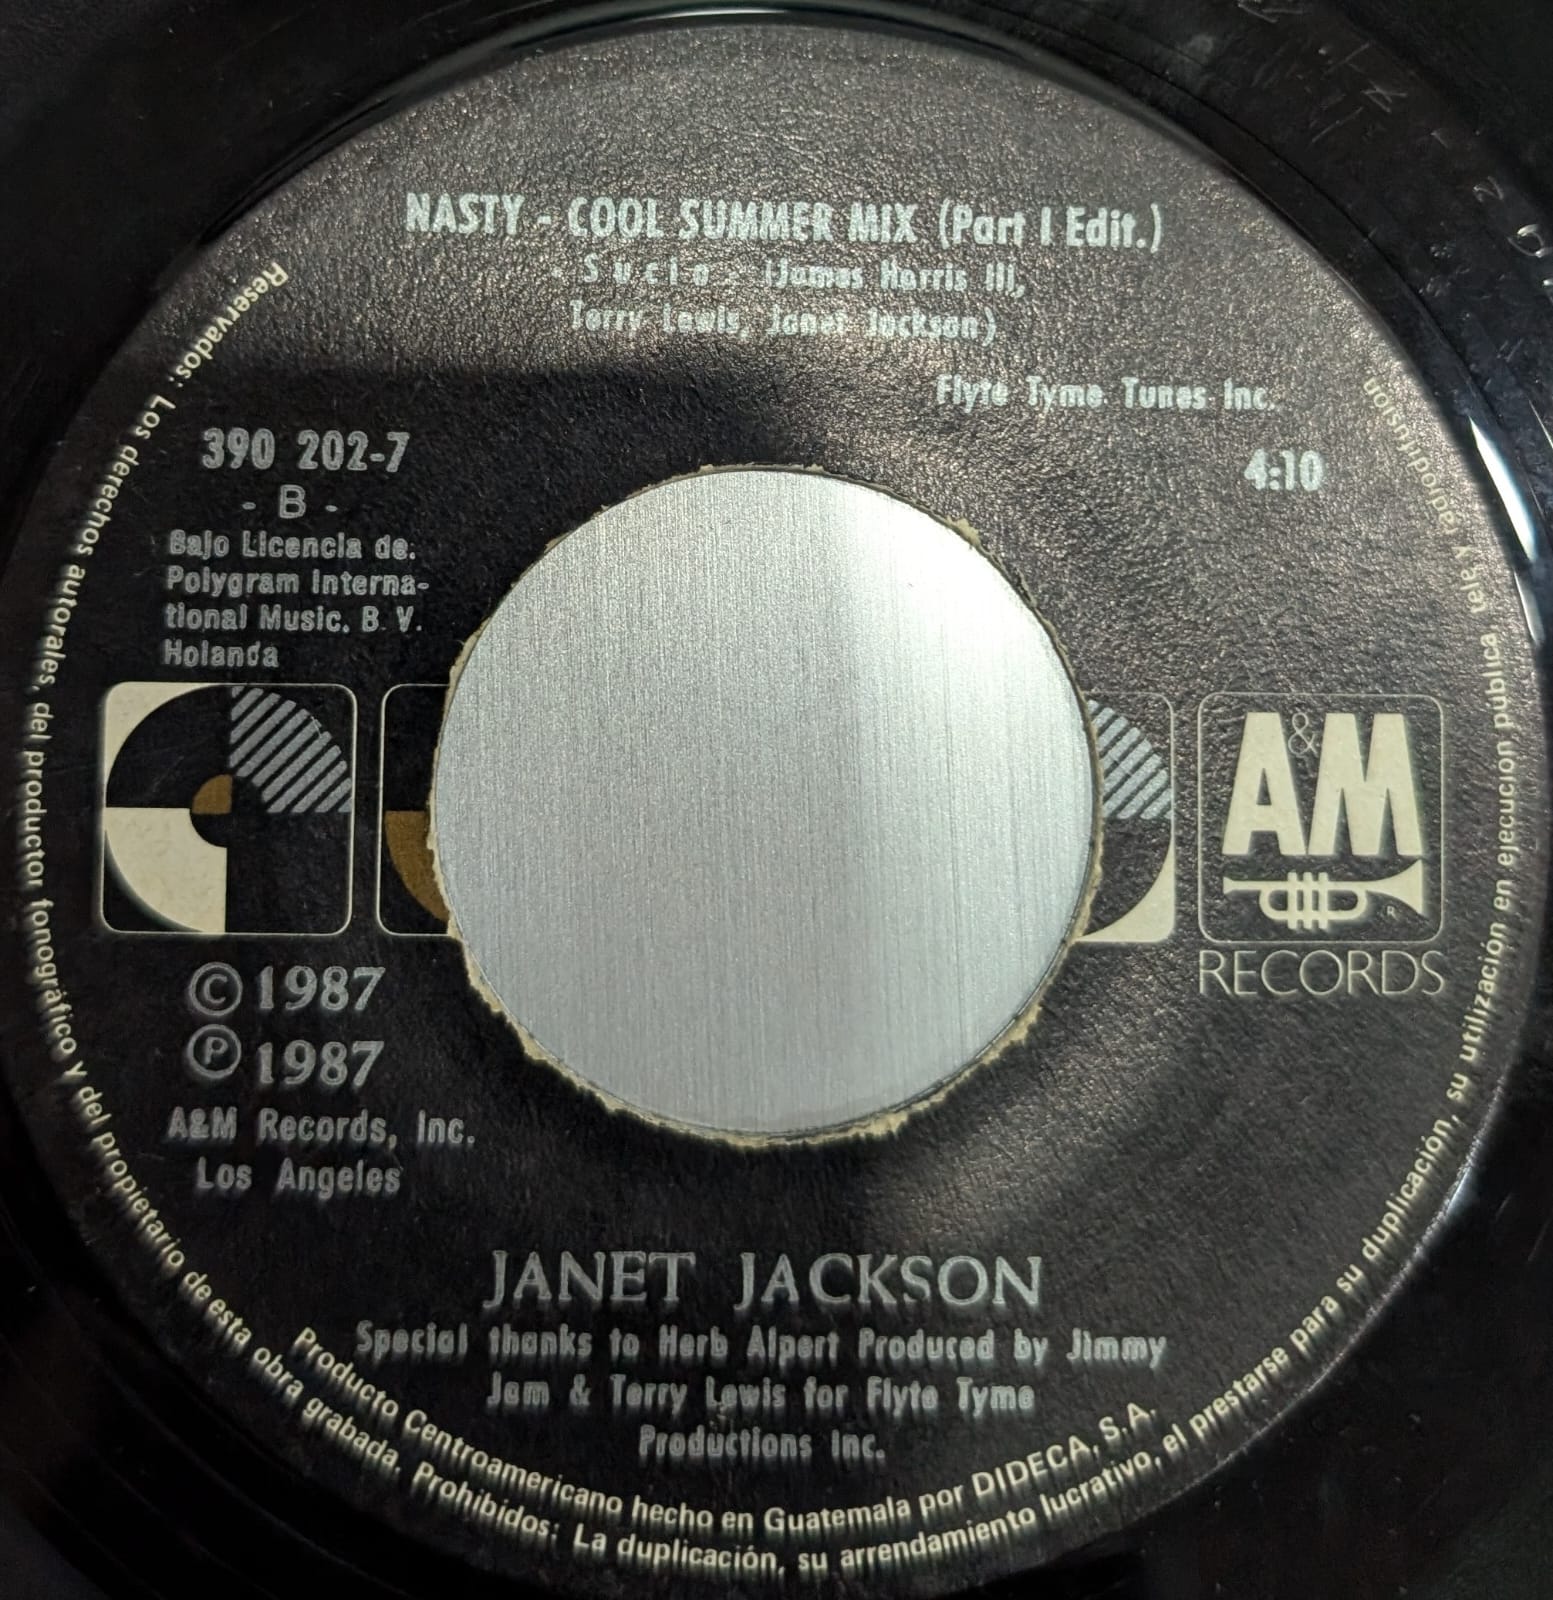 NASTY - COOL SUMMER MIX (Part I Edit.)
- Sucio - (James Harris III,
Terry Lewis, Janet Jackson)
Flyte Tyme Tunes Inc.
390 202-7
4:10
- B -
Bajo Licencia de.
Polygram Interna-
tional Music. B V.
Holanda
A&M
®
RECORDS
© 1987
℗ 1987
A&M Records, Inc.
Los Angeles
JANET JACKSON
Special thanks to Herb Alpert Produced by Jimmy
Jam & Terry Lewis for Flyte Tyme
Productions Inc.
Producto Centroamericano hecho en Guatemala por DIDECA, S.A.
Reservados: Los derechos autorales, del productor fonográfico y del propietario de esta obra grabada. Prohibidos: La duplicación, su arrendamiento lucrativo, el prestarse para su duplicación, su utilización en ejecución publica tele y radiodifusion